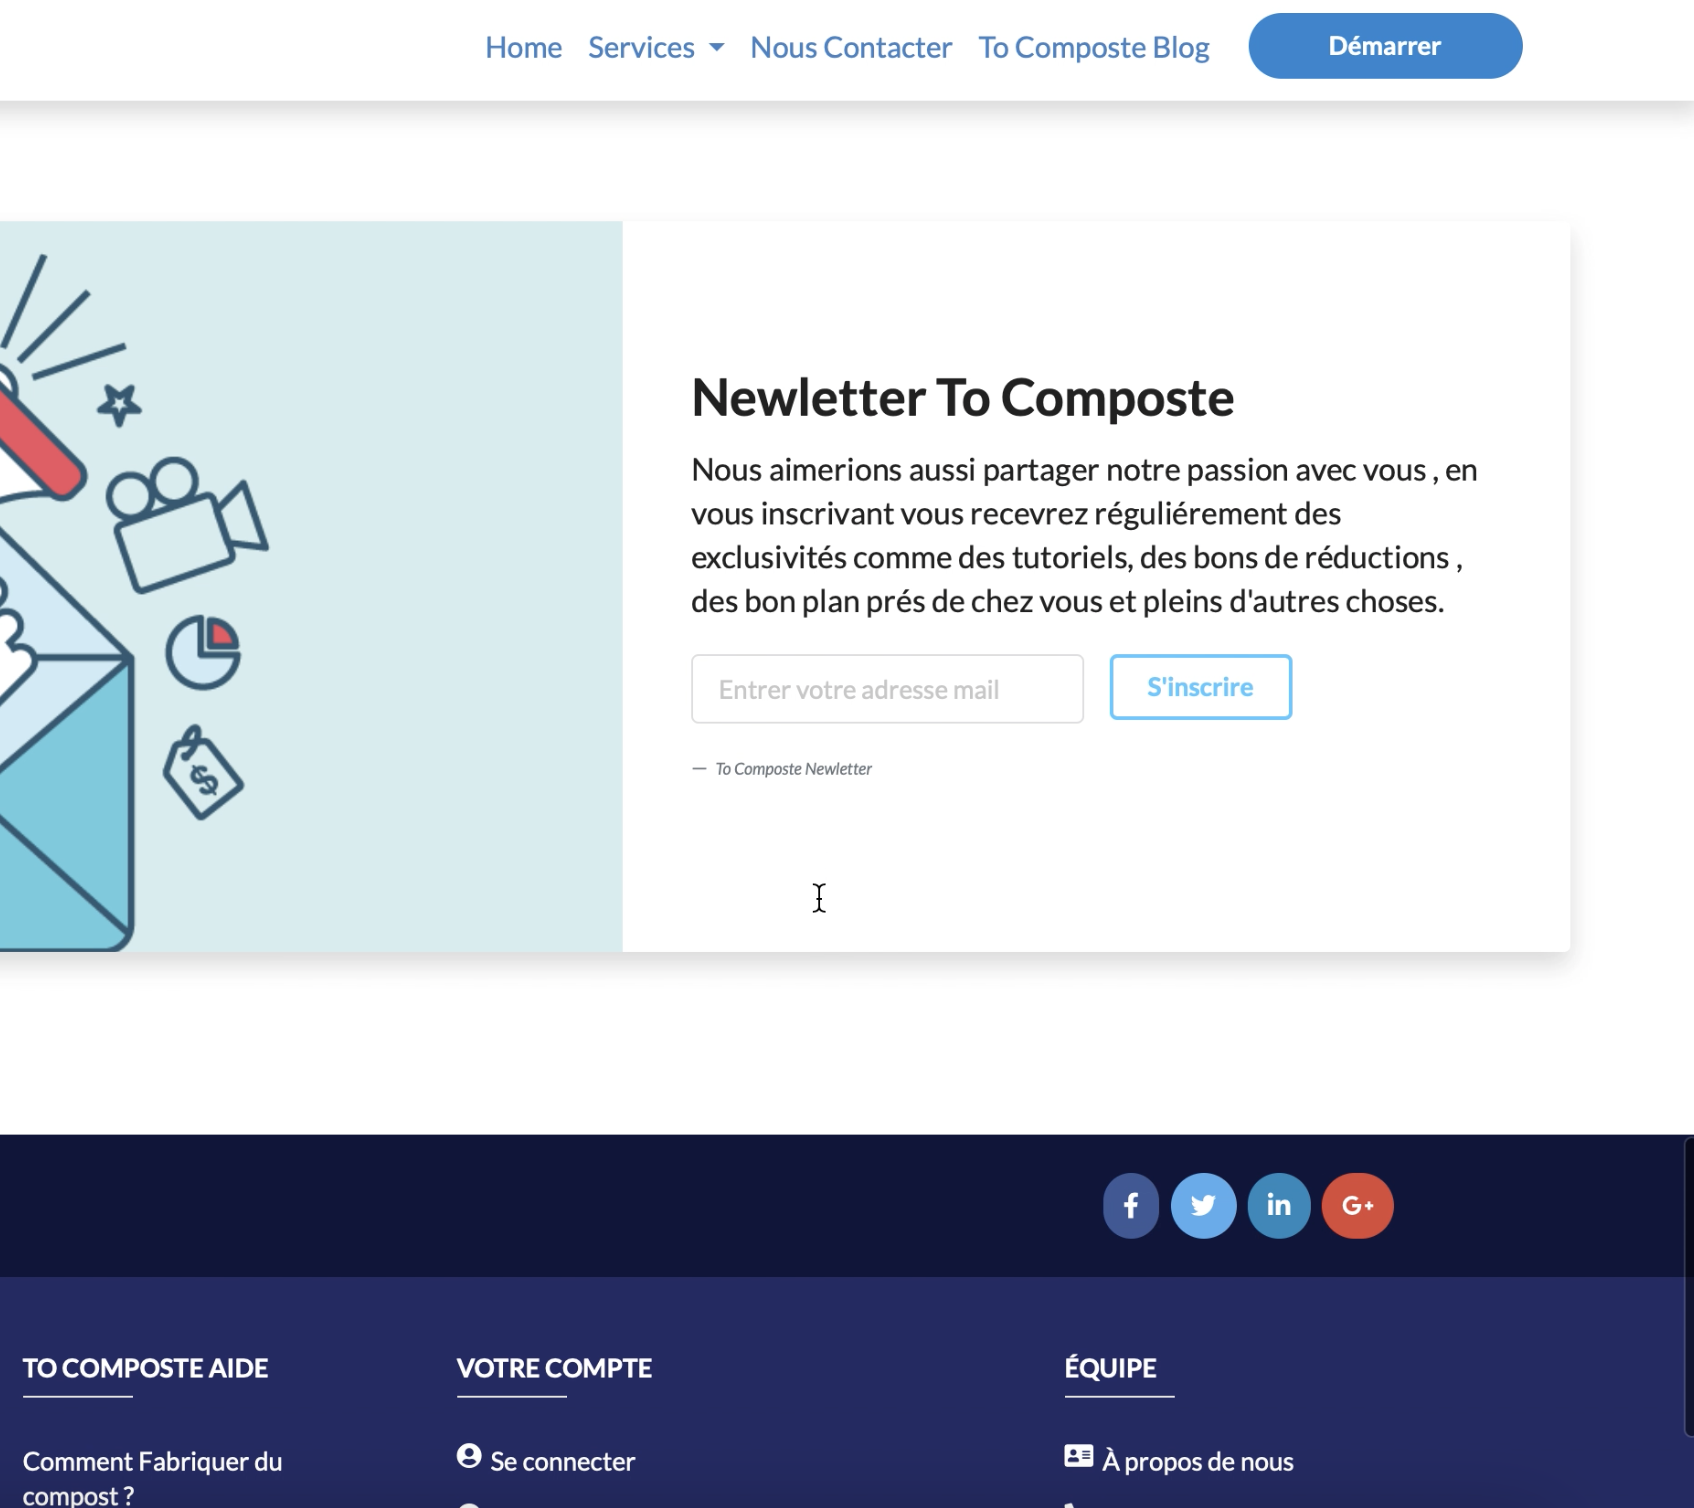 Home Services Nous Contacter To Composte Blog Démarrer
Newletter To Composte
Nous aimerions aussi partager notre passion avec vous , en
vous inscrivant vous recevrez réguliérement des
exclusivités comme des tutoriels, des bons de réductions ,
des bon plan prés de chez vous et pleins d'autres choses.
Entrer votre adresse mail S'inscrire
— To Composte Newletter
$
f in G+
TO COMPOSTE AIDE VOTRE COMPTE ÉQUIPE
Comment Fabriquer du Se connecter À propos de nous
compost ?